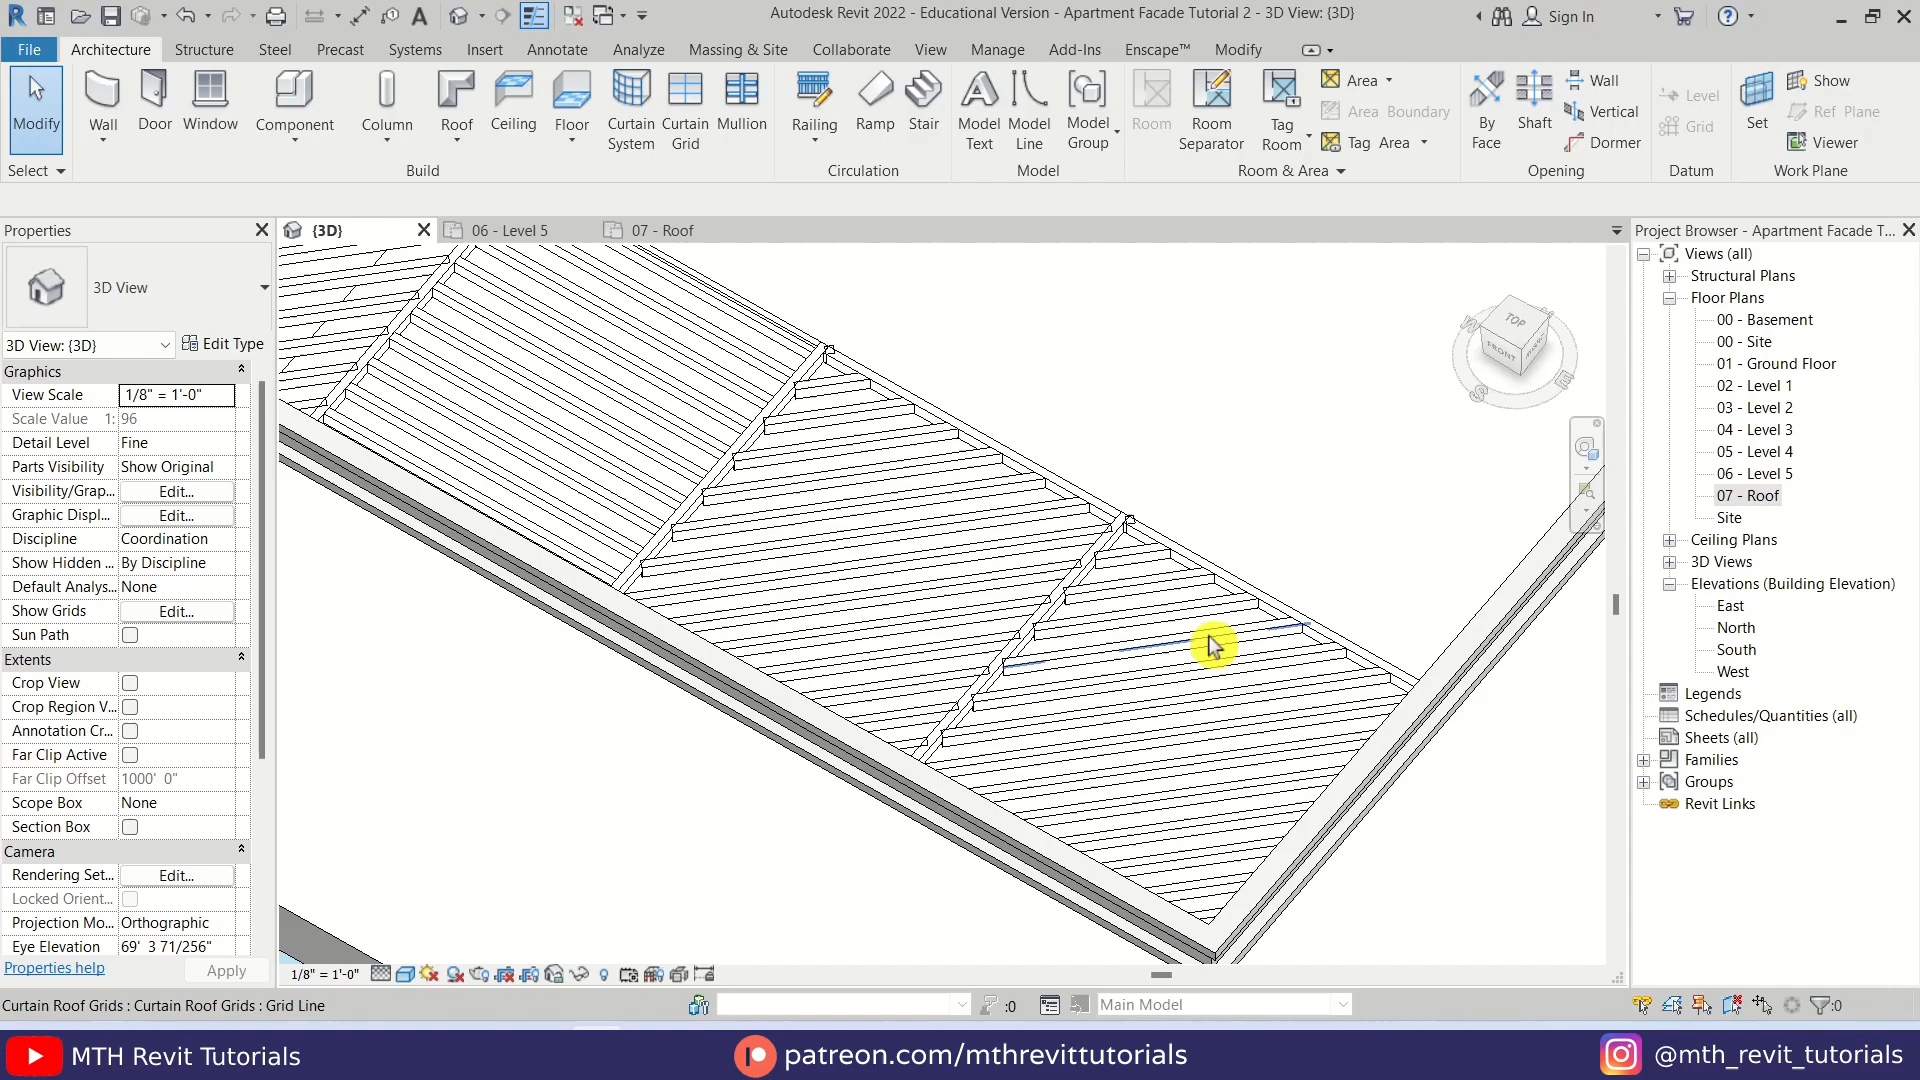 Autodesk Revit 2022 - Educational Version - Apartment Facade Tutorial 2 - 3D View: {3D}
Sign In
File
Architecture
Structure
Steel
Precast
Systems
Insert
Annotate
Analyze
Massing & Site
Collaborate
View
Manage
Add-Ins
Enscape™
Modify
Modify
Wall
Door
Window
Component
Column
Roof
Ceiling
Floor
Curtain System
Curtain Grid
Mullion
Railing
Ramp
Stair
Model Text
Model Line
Model Group
Room
Room Separator
Tag Room
Area
Area Boundary
Tag Area
By Face
Shaft
Wall
Vertical
Dormer
Level
Grid
Set
Show
Ref Plane
Viewer
Select
Build
Circulation
Model
Room & Area
Opening
Datum
Work Plane
Properties
3D View
3D View: {3D}
Edit Type
Graphics
View Scale 1/8" = 1'-0"
Scale Value 1: 96
Detail Level Fine
Parts Visibility Show Original
Visibility/Grap... Edit...
Graphic Displ... Edit...
Discipline Coordination
Show Hidden ... By Discipline
Default Analys... None
Show Grids Edit...
Sun Path
Extents
Crop View
Crop Region V...
Annotation Cr...
Far Clip Active
Far Clip Offset 1000' 0"
Scope Box None
Section Box
Camera
Rendering Set... Edit...
Locked Orient...
Projection Mo... Orthographic
Eye Elevation 69' 3 71/256"
Properties help
Apply
{3D}
06 - Level 5
07 - Roof
TOP
FRONT
W
S
E
1/8" = 1'-0"
Project Browser - Apartment Facade T...
Views (all)
Structural Plans
Floor Plans
00 - Basement
00 - Site
01 - Ground Floor
02 - Level 1
03 - Level 2
04 - Level 3
05 - Level 4
06 - Level 5
07 - Roof
Site
Ceiling Plans
3D Views
Elevations (Building Elevation)
East
North
South
West
Legends
Schedules/Quantities (all)
Sheets (all)
Families
Groups
Revit Links
Curtain Roof Grids : Curtain Roof Grids : Grid Line
:0
Main Model
:0
MTH Revit Tutorials
patreon.com/mthrevittutorials
@mth_revit_tutorials